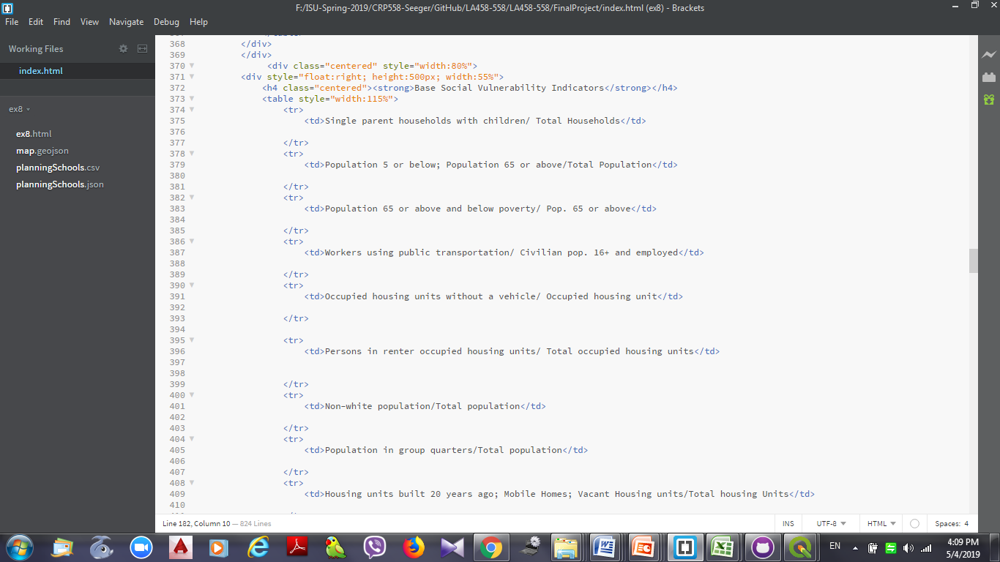 F:/ISU-Spring-2019/CRP558-Seeger/GitHub/LA458-558/LA458-558/FinalProject/index.html (ex8) - Brackets
File Edit Find View Navigate Debug Help
Working Files
index.html
ex8
ex8.html
map.geojson
planningSchools.csv
planningSchools.json
368 </div>
369 </div>
370 <div class="centered" style="width:80%">
371 <div style="float:right; height:500px; width:55%">
372 <h4 class="centered"><strong>Base Social Vulnerability Indicators</strong></h4>
373 <table style="width:115%">
374 <tr>
375 <td>Single parent households with children/ Total Households</td>
376
377 </tr>
378 <tr>
379 <td>Population 5 or below; Population 65 or above/Total Population</td>
380
381 </tr>
382 <tr>
383 <td>Population 65 or above and below poverty/ Pop. 65 or above</td>
384
385 </tr>
386 <tr>
387 <td>Workers using public transportation/ Civilian pop. 16+ and employed</td>
388
389 </tr>
390 <tr>
391 <td>Occupied housing units without a vehicle/ Occupied housing unit</td>
392
393 </tr>
394
395 <tr>
396 <td>Persons in renter occupied housing units/ Total occupied housing units</td>
397
398
399 </tr>
400 <tr>
401 <td>Non-white population/Total population</td>
402
403 </tr>
404 <tr>
405 <td>Population in group quarters/Total population</td>
406
407 </tr>
408 <tr>
409 <td>Housing units built 20 years ago; Mobile Homes; Vacant Housing units/Total housing Units</td>
410
Line 182, Column 10 — 824 Lines
INS UTF-8 HTML Spaces: 4
EN
4:09 PM
5/4/2019